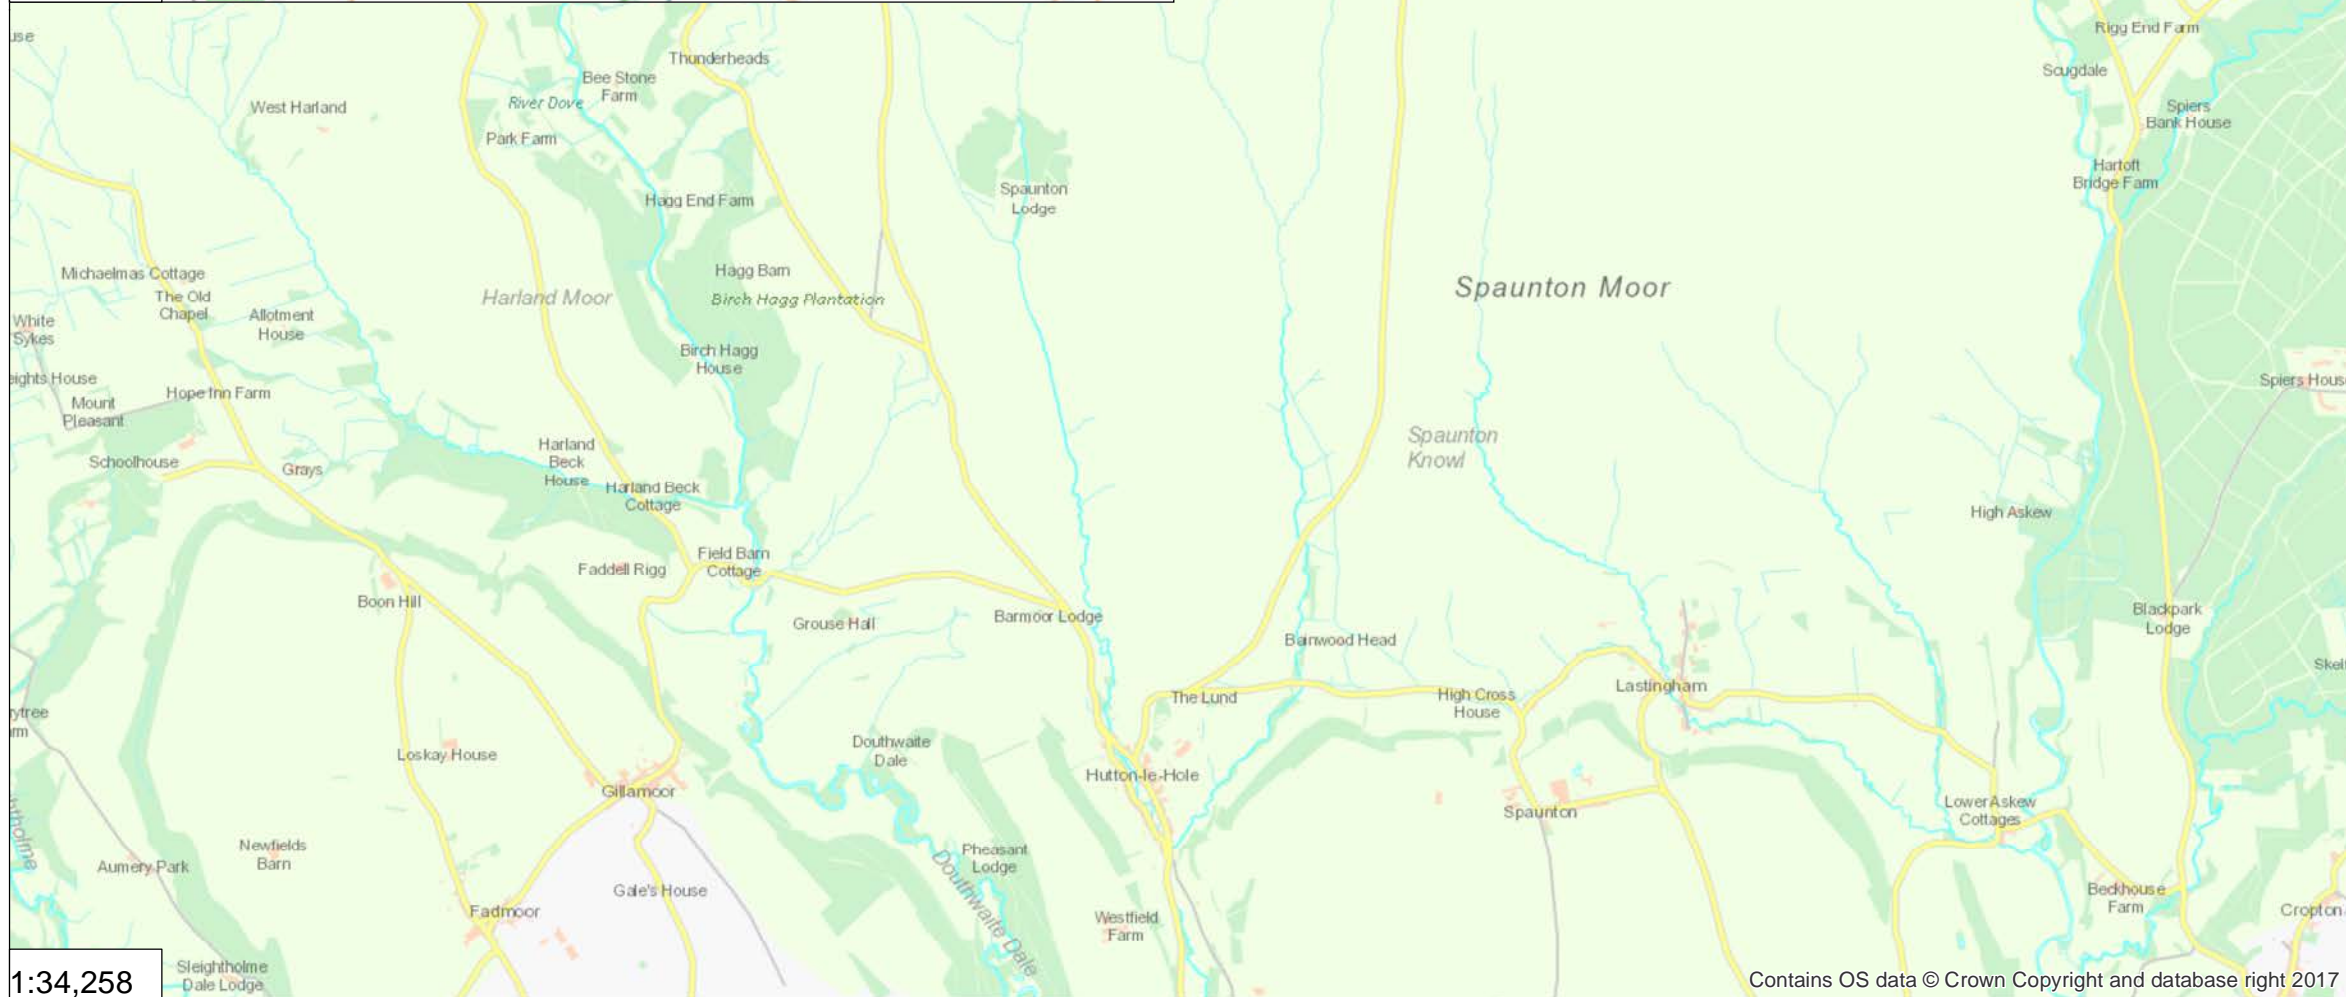 Rigg End Farm
Thunderheads
Scugdale
Bee Stone
Farm
River Dove
West Harland
Spiers
Bank House
Park Farm
Hartoft
Bridge Farm
Spaunton
Lodge
Hagg End Farm
Michaelmas Cottage
Hagg Barn
Spaunton Moor
The Old
Chapel
Harland Moor
Birch Hagg Plantation
White
Sykes
Allotment
House
Birch Hagg
House
eights House
Hope Inn Farm
Spiers Hous
Mount
Pleasant
Spaunton
Knowl
Harland
Beck
House
Schoolhouse
Grays
Harland Beck
Cottage
High Askew
Field Barn
Cottage
Faddell Rigg
Boon Hill
Grouse Hall
Barmoor Lodge
Blackpark
Lodge
Bainwood Head
Skelt
Lastingham
The Lund
High Cross
House
rytree
rm
Loskay House
Douthwaite
Dale
Hutton-le-Hole
Gillamoor
Lower Askew
Cottages
Spaunton
Newfields
Barn
Aumery Park
Pheasant
Lodge
Gale's House
Beckhouse
Farm
Cropton
Fadmoor
Douthwaite Dale
Westfield
Farm
Sleightholme
Dale Lodge
1:34,258
Contains OS data © Crown Copyright and database right 2017